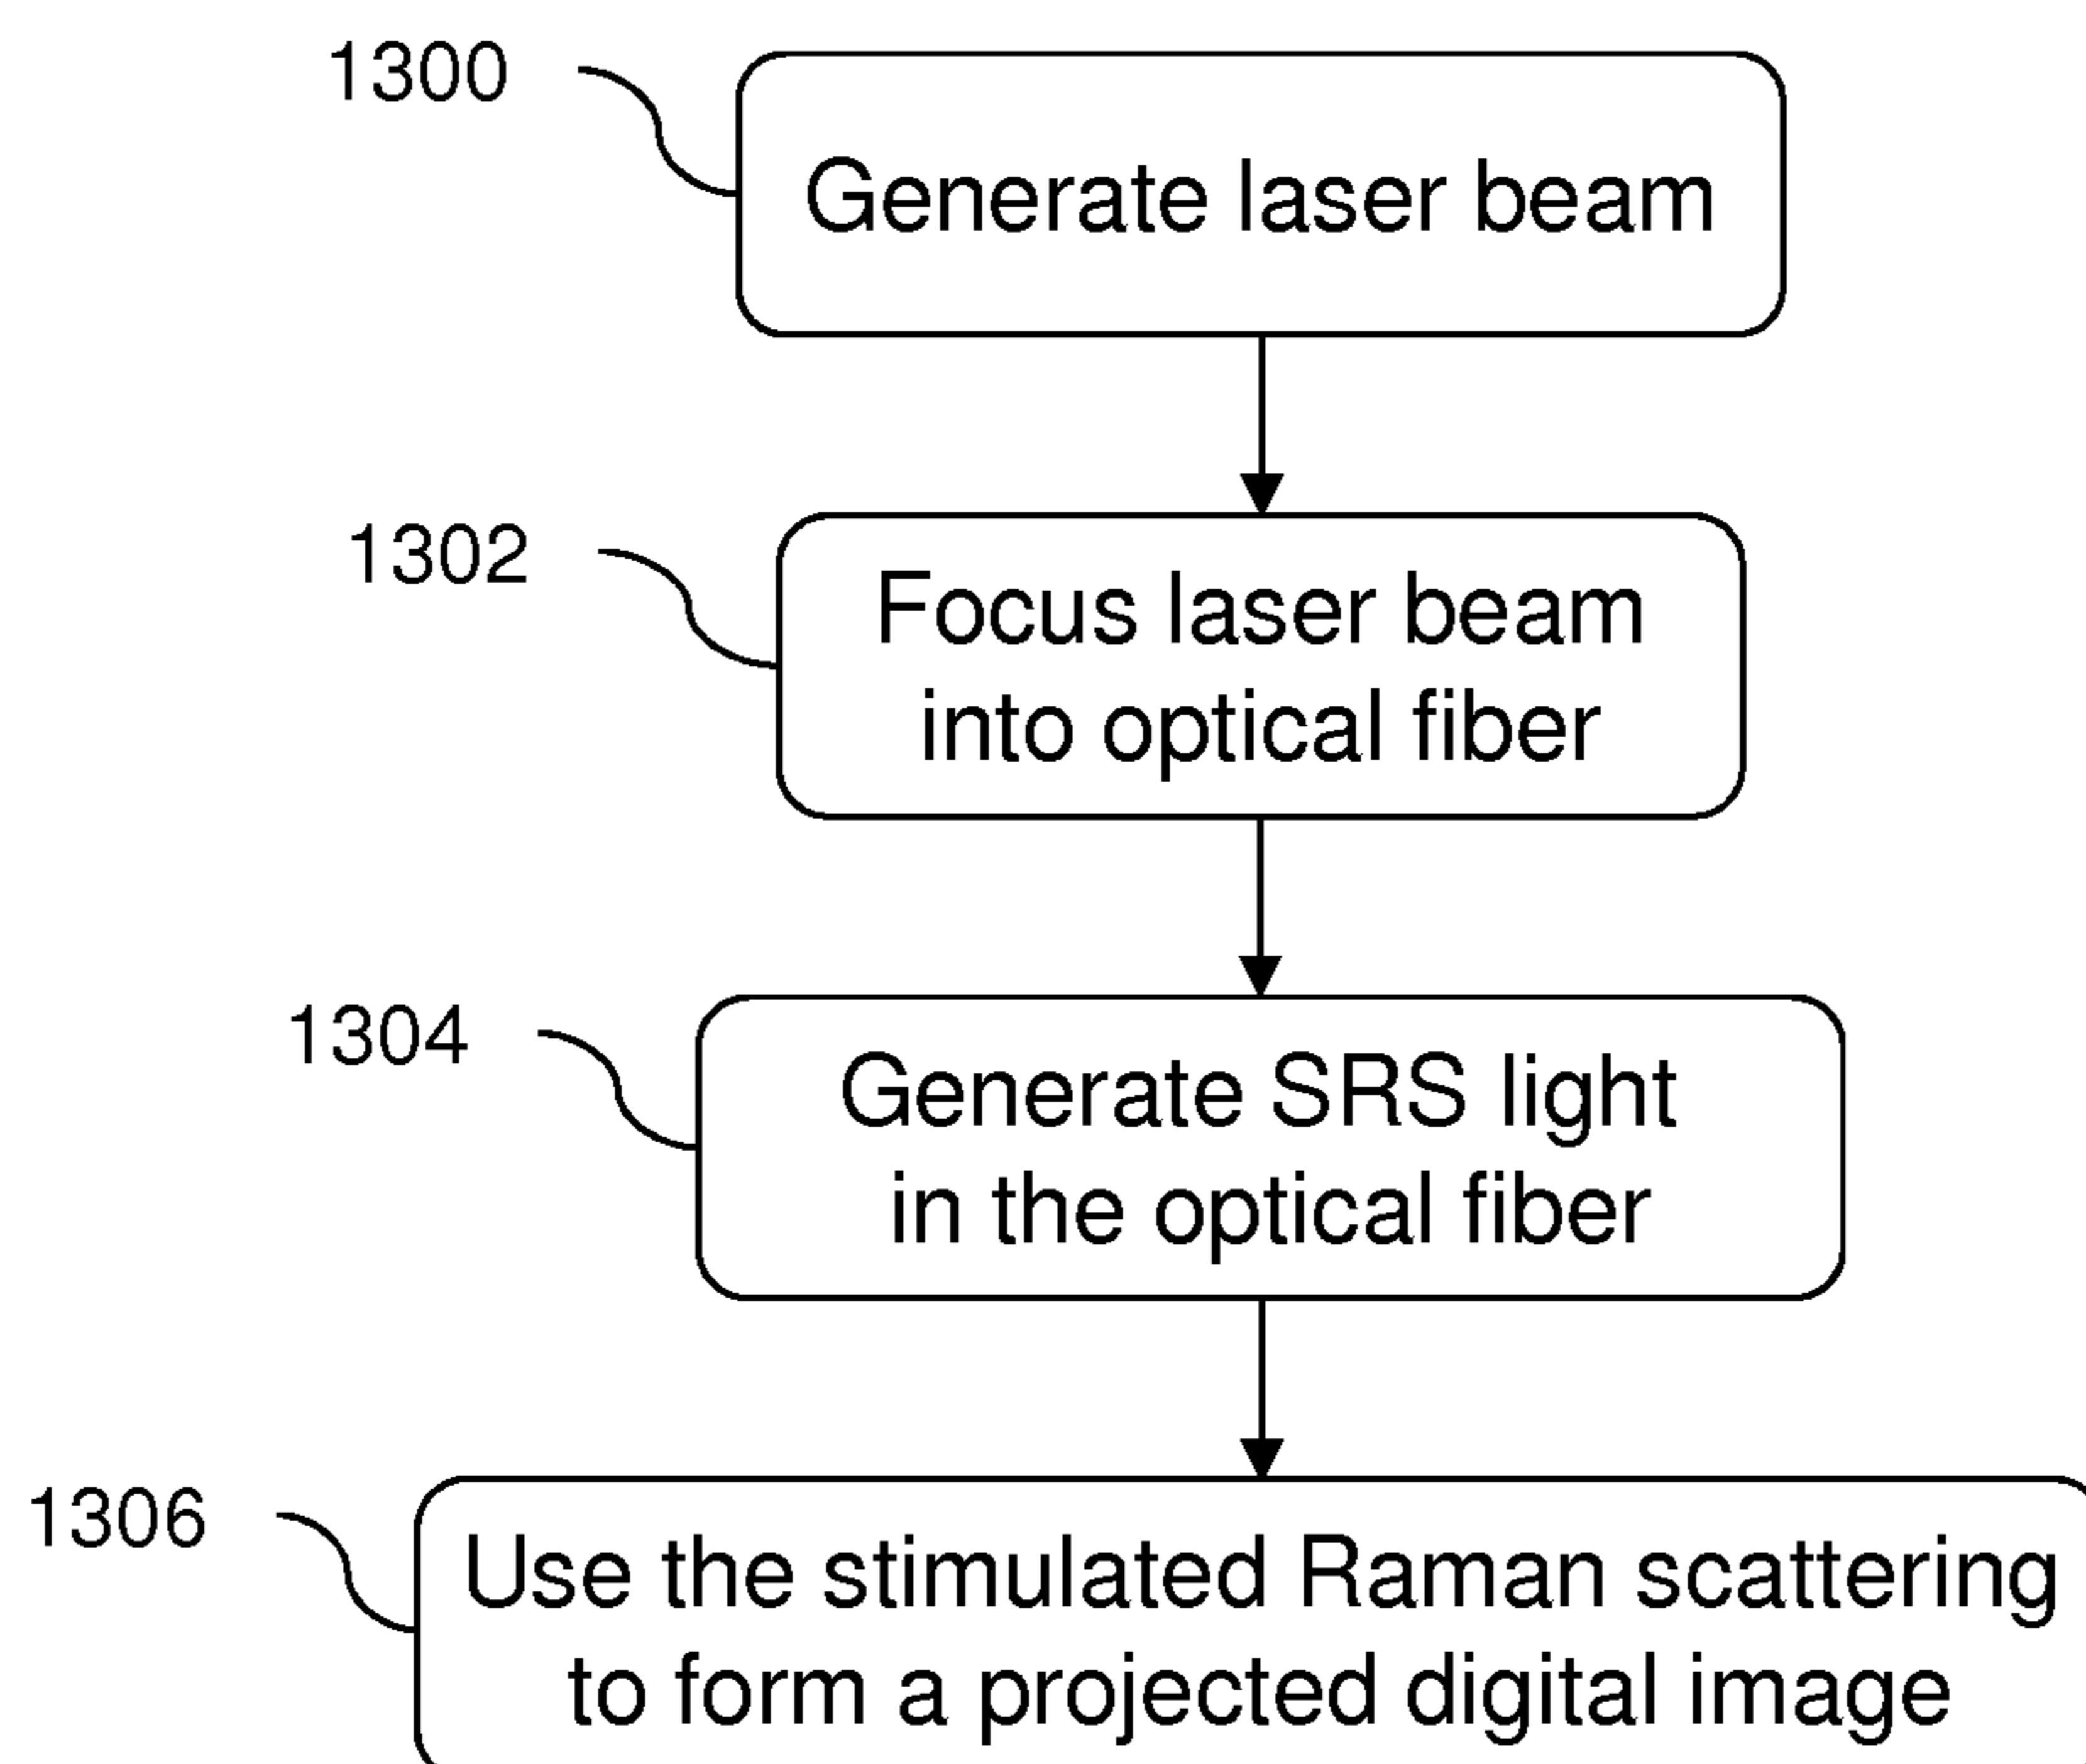 1300
Generate laser beam
1302
Focus laser beam
into optical fiber
1304
Generate SRS light
in the optical fiber
1306
Use the stimulated Raman scattering
to form a projected digital image